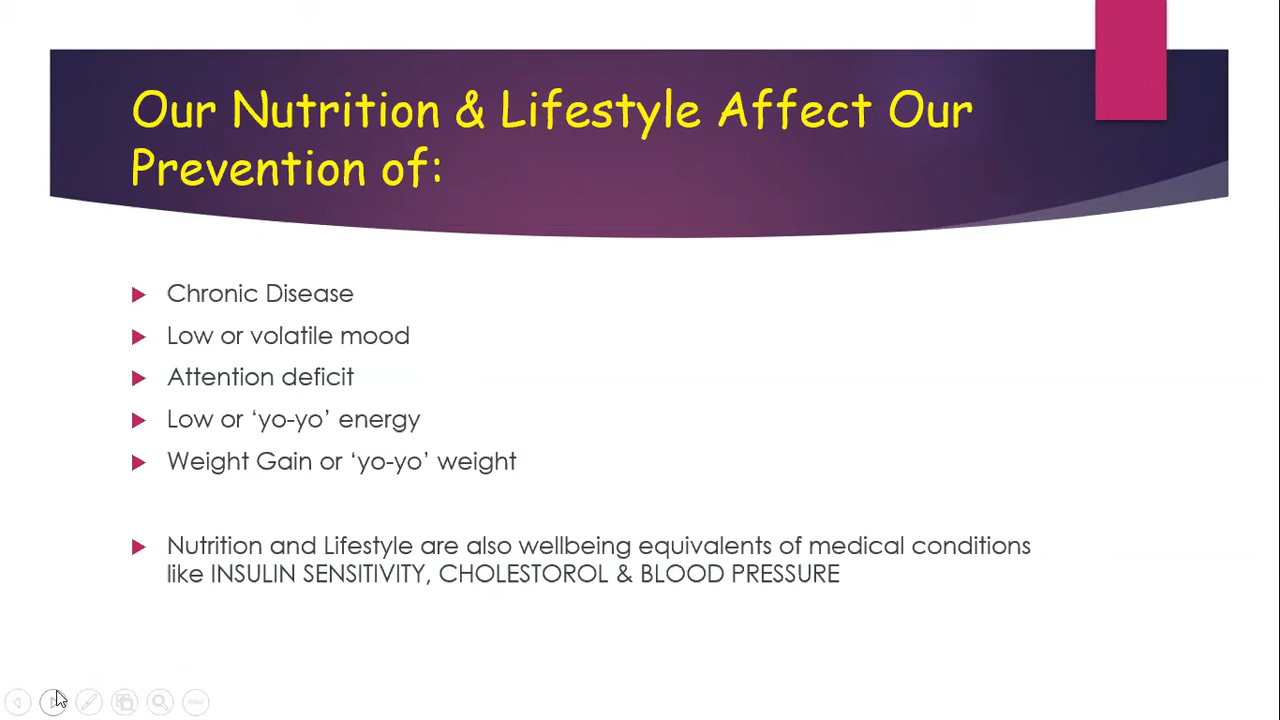 Our Nutrition & Lifestyle Affect Our
Prevention of:
Chronic Disease
Low or volatile mood
Attention deficit
Low or ‘yo-yo’ energy
Weight Gain or ‘yo-yo’ weight
Nutrition and Lifestyle are also wellbeing equivalents of medical conditions
like INSULIN SENSITIVITY, CHOLESTOROL & BLOOD PRESSURE